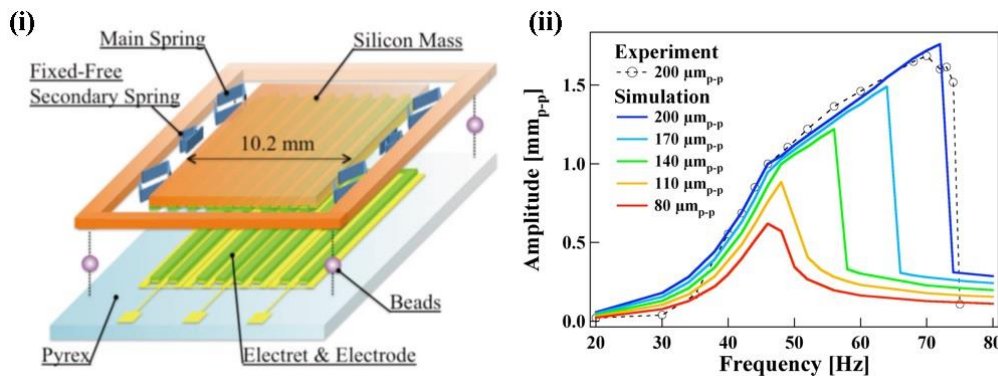 (i)
Main Spring
Silicon Mass
Fixed-Free
Secondary Spring
10.2 mm
Beads
Pyrex
Electret & Electrode
(ii)
Amplitude [mmp-p]
1.5
1.0
0.5
0.0
Experiment
200 μmp-p
Simulation
200 μmp-p
170 μmp-p
140 μmp-p
110 μmp-p
80 μmp-p
20 30 40 50 60 70 80
Frequency [Hz]